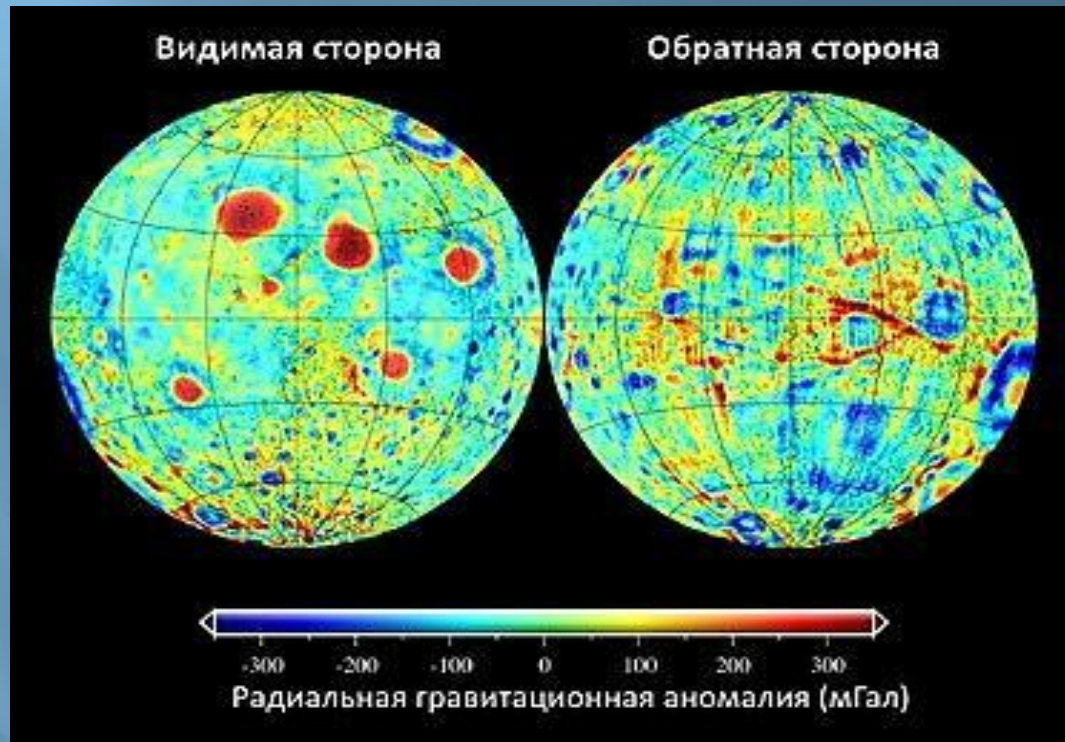 Видимая сторона
Обратная сторона
-300 -200 -100 0 100 200 300
Радиальная гравитационная аномалия (мГал)